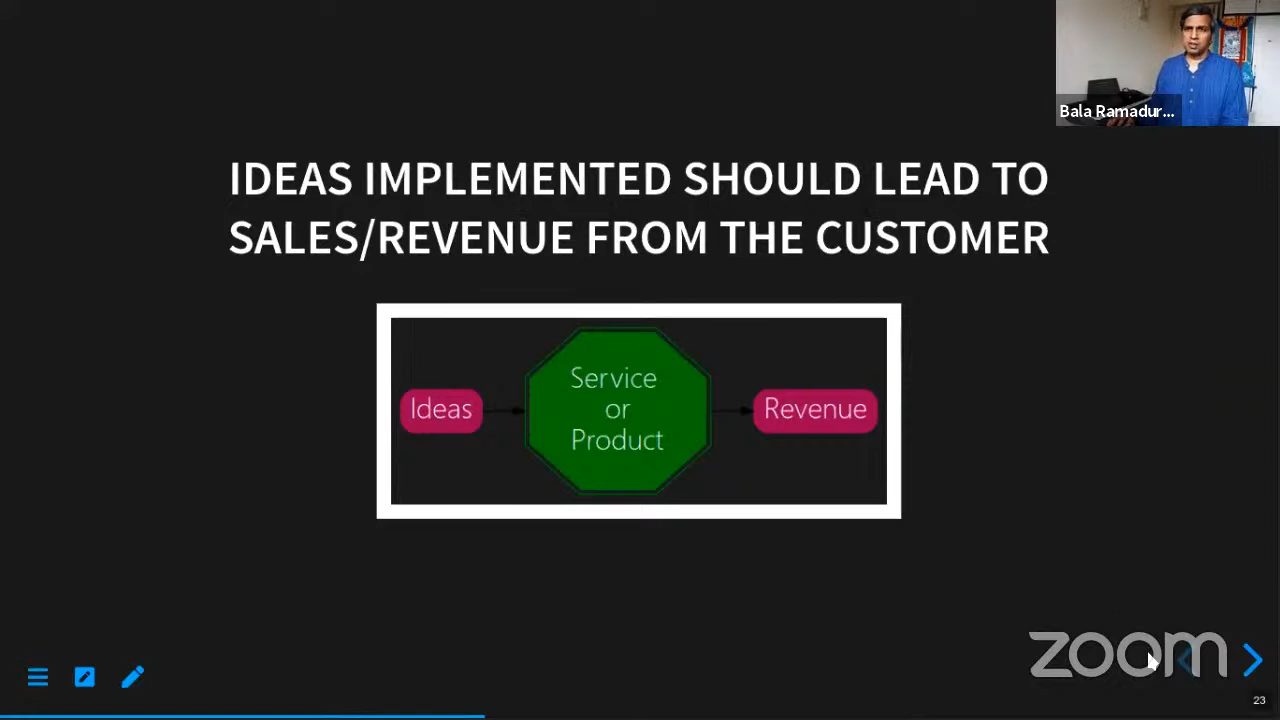 Bala Ramadur...
IDEAS IMPLEMENTED SHOULD LEAD TO
SALES/REVENUE FROM THE CUSTOMER
Ideas
Service
or
Product
Revenue
zoom
23